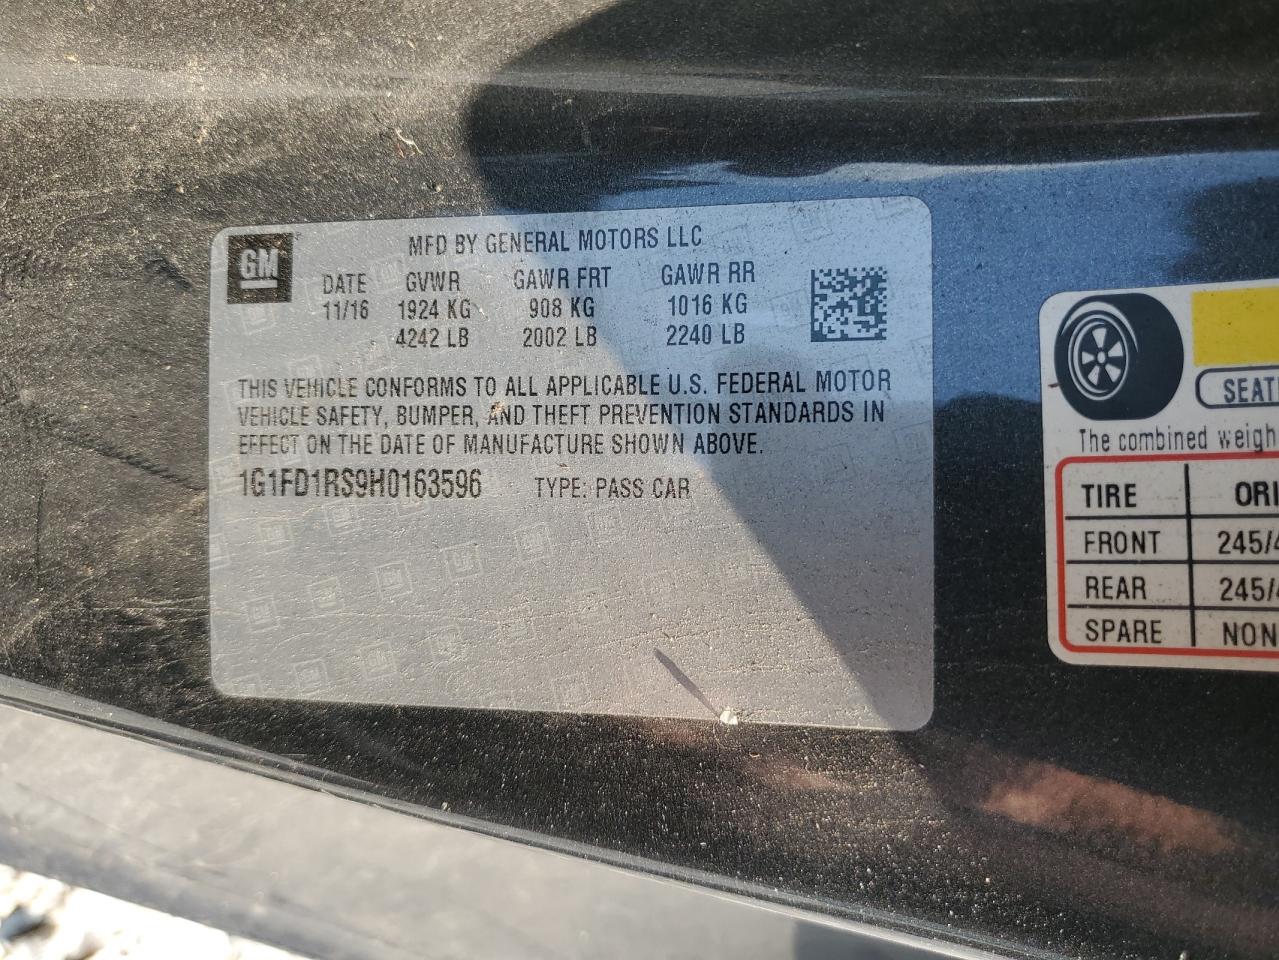 GM
MFD BY GENERAL MOTORS LLC
DATE GVWR GAWR FRT GAWR RR
11/16 1924 KG 908 KG 1016 KG
4242 LB 2002 LB 2240 LB
THIS VEHICLE CONFORMS TO ALL APPLICABLE U.S. FEDERAL MOTOR
VEHICLE SAFETY, BUMPER, AND THEFT PREVENTION STANDARDS IN
EFFECT ON THE DATE OF MANUFACTURE SHOWN ABOVE.
1G1FD1RS9H0163596 TYPE: PASS CAR
SEATI
The combined weigh
TIRE ORI
FRONT 245/4
REAR 245/4
SPARE NON